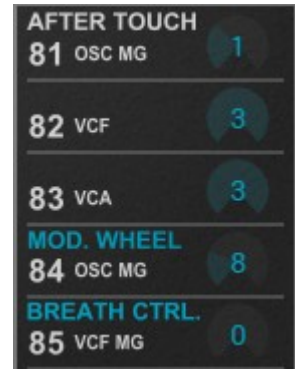 AFTER TOUCH
81 OSC MG 1
82 VCF 3
83 VCA 3
MOD. WHEEL
84 OSC MG 8
BREATH CTRL.
85 VCF MG 0